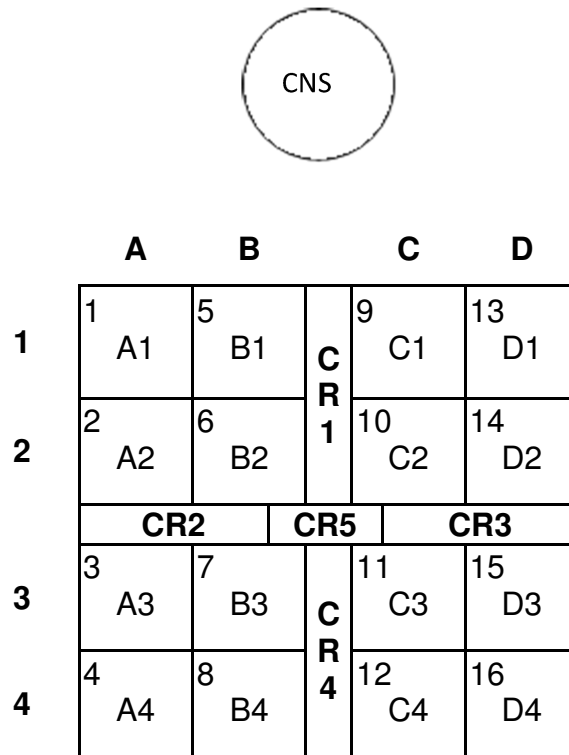 CNS
A B C D
1 5 9 13
1 A1 B1 CR1 C1 D1
2 6 10 14
2 A2 B2 C2 D2
CR2 CR5 CR3
3 7 11 15
3 A3 B3 CR4 C3 D3
4 8 12 16
4 A4 B4 C4 D4